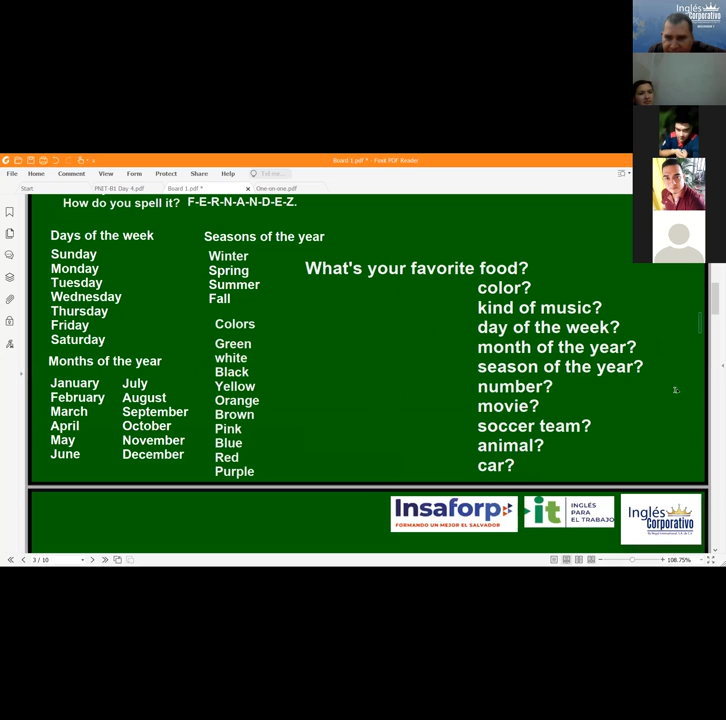 Inglés
Corporativo
Board 1.pdf * - Foxit PDF Reader
File Home Comment View Form Protect Share Help Tell me...
Start PNIT-B1 Day 4.pdf Board 1.pdf * One-on-one.pdf
How do you spell it? F-E-R-N-A-N-D-E-Z.
Days of the week
Sunday
Monday
Tuesday
Wednesday
Thursday
Friday
Saturday
Months of the year
January July
February August
March September
April October
May November
June December
Seasons of the year
Winter
Spring
Summer
Fall
Colors
Green
white
Black
Yellow
Orange
Brown
Pink
Blue
Red
Purple
What's your favorite food?
color?
kind of music?
day of the week?
month of the year?
season of the year?
number?
movie?
soccer team?
animal?
car?
Insaforp
FORMANDO UN MEJOR EL SALVADOR
it
INGLÉS
PARA
EL TRABAJO
Inglés
Corporativo
3 / 10
108.75%